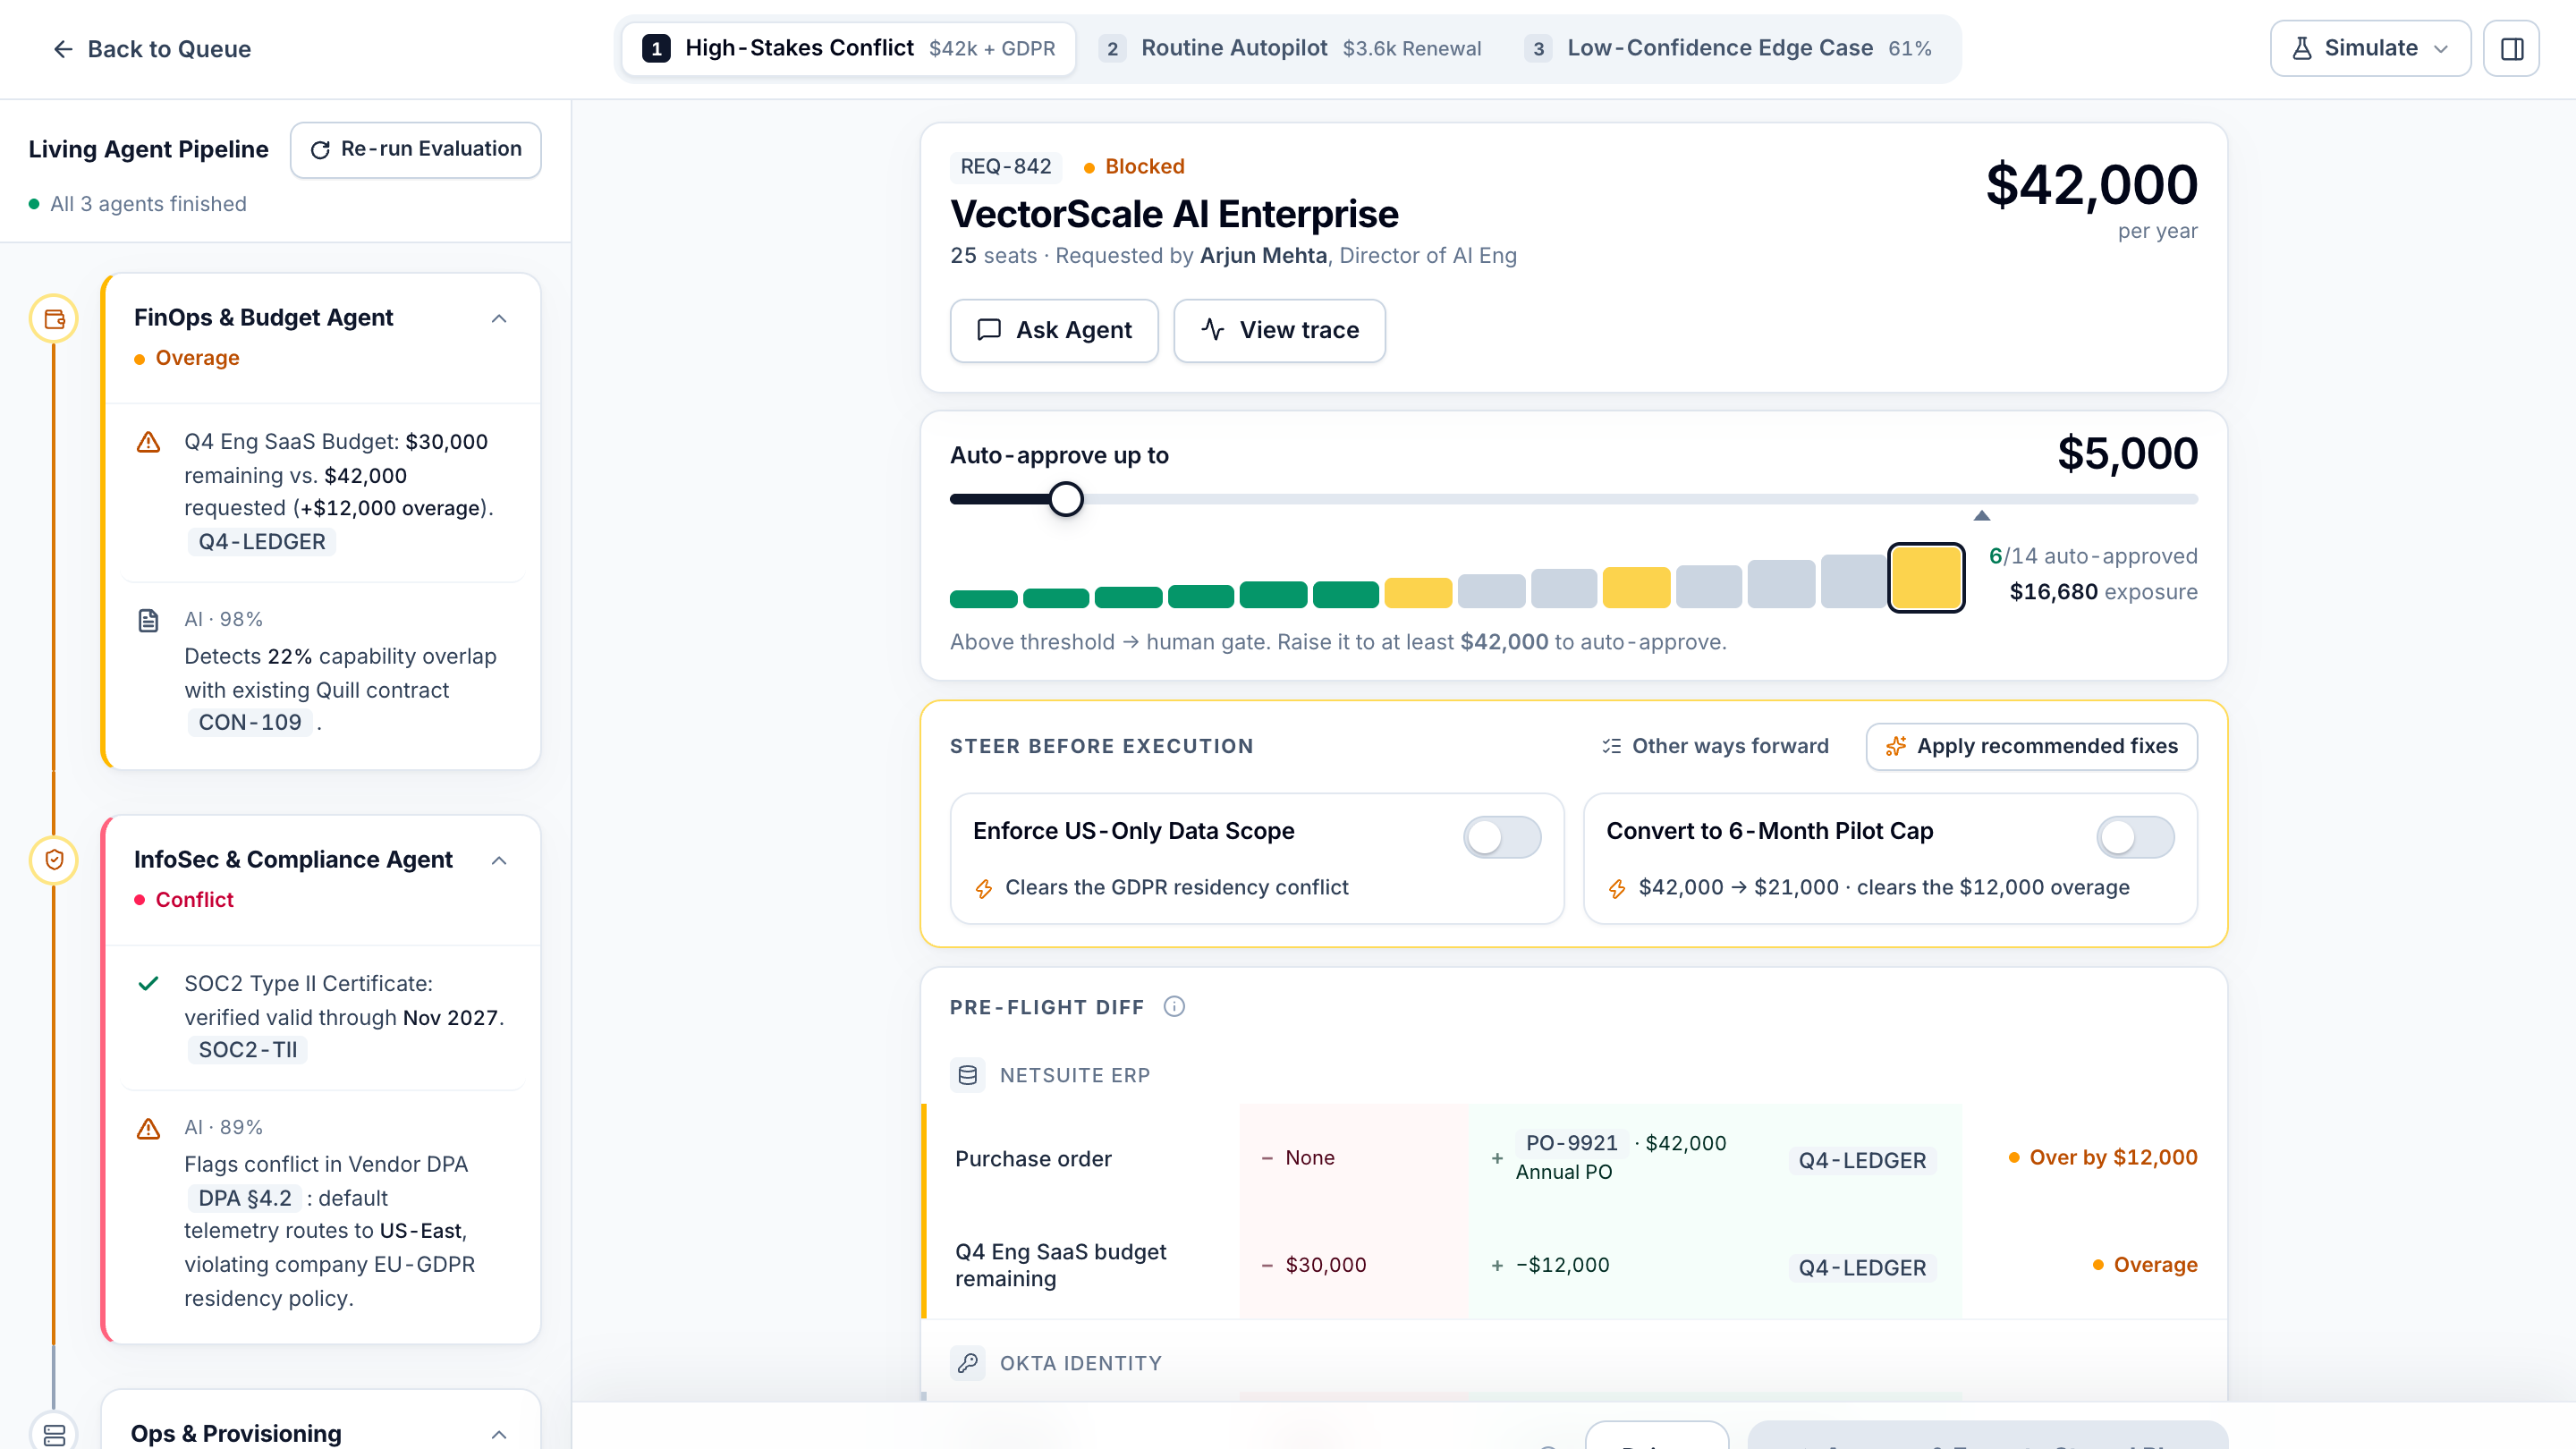 Back to Queue
1 High-Stakes Conflict $42k + GDPR
2 Routine Autopilot $3.6k Renewal
3 Low-Confidence Edge Case 61%
Simulate
Living Agent Pipeline
Re-run Evaluation
All 3 agents finished
FinOps & Budget Agent
Overage
Q4 Eng SaaS Budget: $30,000
remaining vs. $42,000
requested (+$12,000 overage).
Q4-LEDGER
AI · 98%
Detects 22% capability overlap
with existing Quill contract
CON-109 .
InfoSec & Compliance Agent
Conflict
SOC2 Type II Certificate:
verified valid through Nov 2027.
SOC2-TII
AI · 89%
Flags conflict in Vendor DPA
DPA §4.2 : default
telemetry routes to US-East,
violating company EU-GDPR
residency policy.
Ops & Provisioning
REQ-842 Blocked
VectorScale AI Enterprise
25 seats · Requested by Arjun Mehta, Director of AI Eng
$42,000
per year
Ask Agent
View trace
Auto-approve up to
$5,000
6/14 auto-approved
$16,680 exposure
Above threshold → human gate. Raise it to at least $42,000 to auto-approve.
STEER BEFORE EXECUTION
Other ways forward
Apply recommended fixes
Enforce US-Only Data Scope
Clears the GDPR residency conflict
Convert to 6-Month Pilot Cap
$42,000 → $21,000 · clears the $12,000 overage
PRE-FLIGHT DIFF
NETSUITE ERP
Purchase order
− None
+ PO-9921 · $42,000
Annual PO
Q4-LEDGER
Over by $12,000
Q4 Eng SaaS budget
remaining
− $30,000
+ −$12,000
Q4-LEDGER
Overage
OKTA IDENTITY